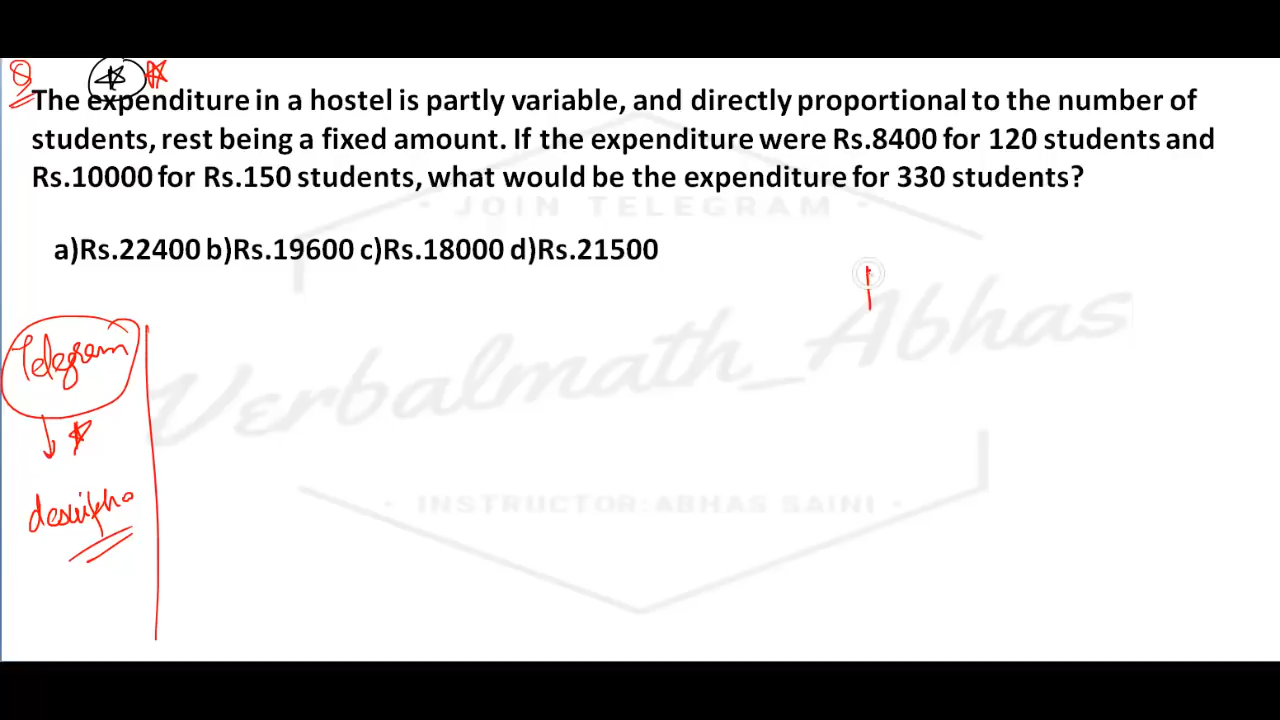 Q
The expenditure in a hostel is partly variable, and directly proportional to the number of
students, rest being a fixed amount. If the expenditure were Rs.8400 for 120 students and
Rs.10000 for Rs.150 students, what would be the expenditure for 330 students?
· JOIN TELEGRAM ·
a)Rs.22400 b)Rs.19600 c)Rs.18000 d)Rs.21500
Verbalmath_Abhas
Telegram
· INSTRUCTOR:ABHAS SAINI ·